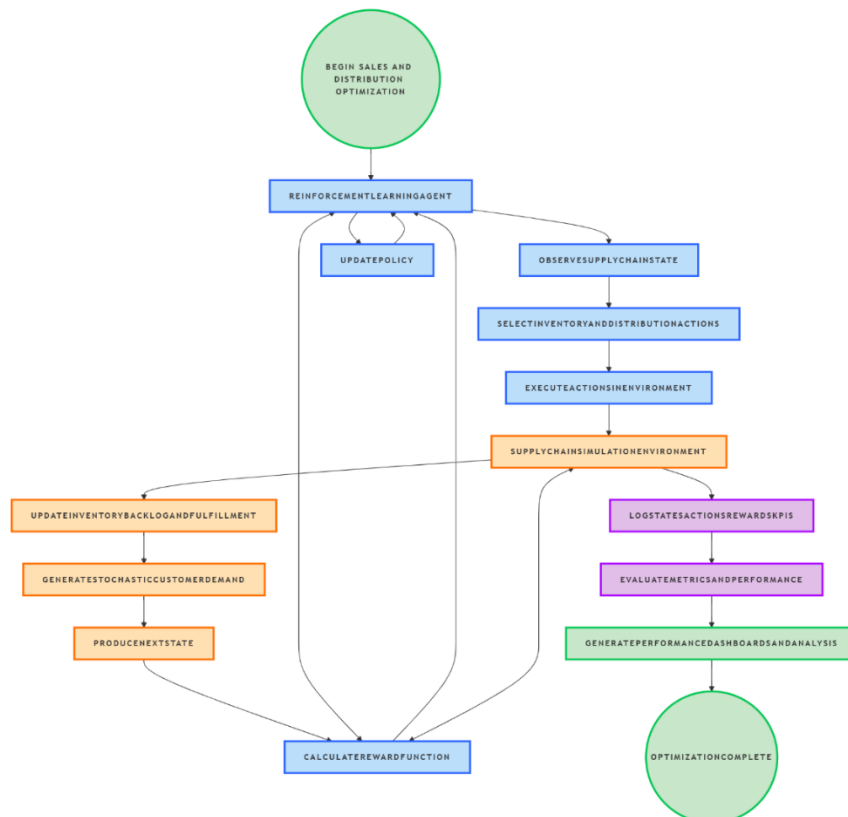 BEGIN SALES AND
DISTRIBUTION
OPTIMIZATION
REINFORCEMENTLEARNINGAGENT
UPDATEPOLICY
OBSERVESUPPLYCHAINSTATE
SELECTINVENTORYANDDISTRIBUTIONACTIONS
EXECUTEACTIONSINENVIRONMENT
SUPPLYCHAINSIMULATIONENVIRONMENT
UPDATEINVENTORYBACKLOGANDFULFILLMENT
LOGSTATESACTIONSREWARDSKPIS
GENERATESTOCHASTICCUSTOMERDEMAND
EVALUATEMETRICSANDPERFORMANCE
PRODUCENEXTSTATE
GENERATEPERFORMANCEDASHBOARDSANDANALYSIS
CALCULATEREWARDFUNCTION
OPTIMIZATIONCOMPLETE